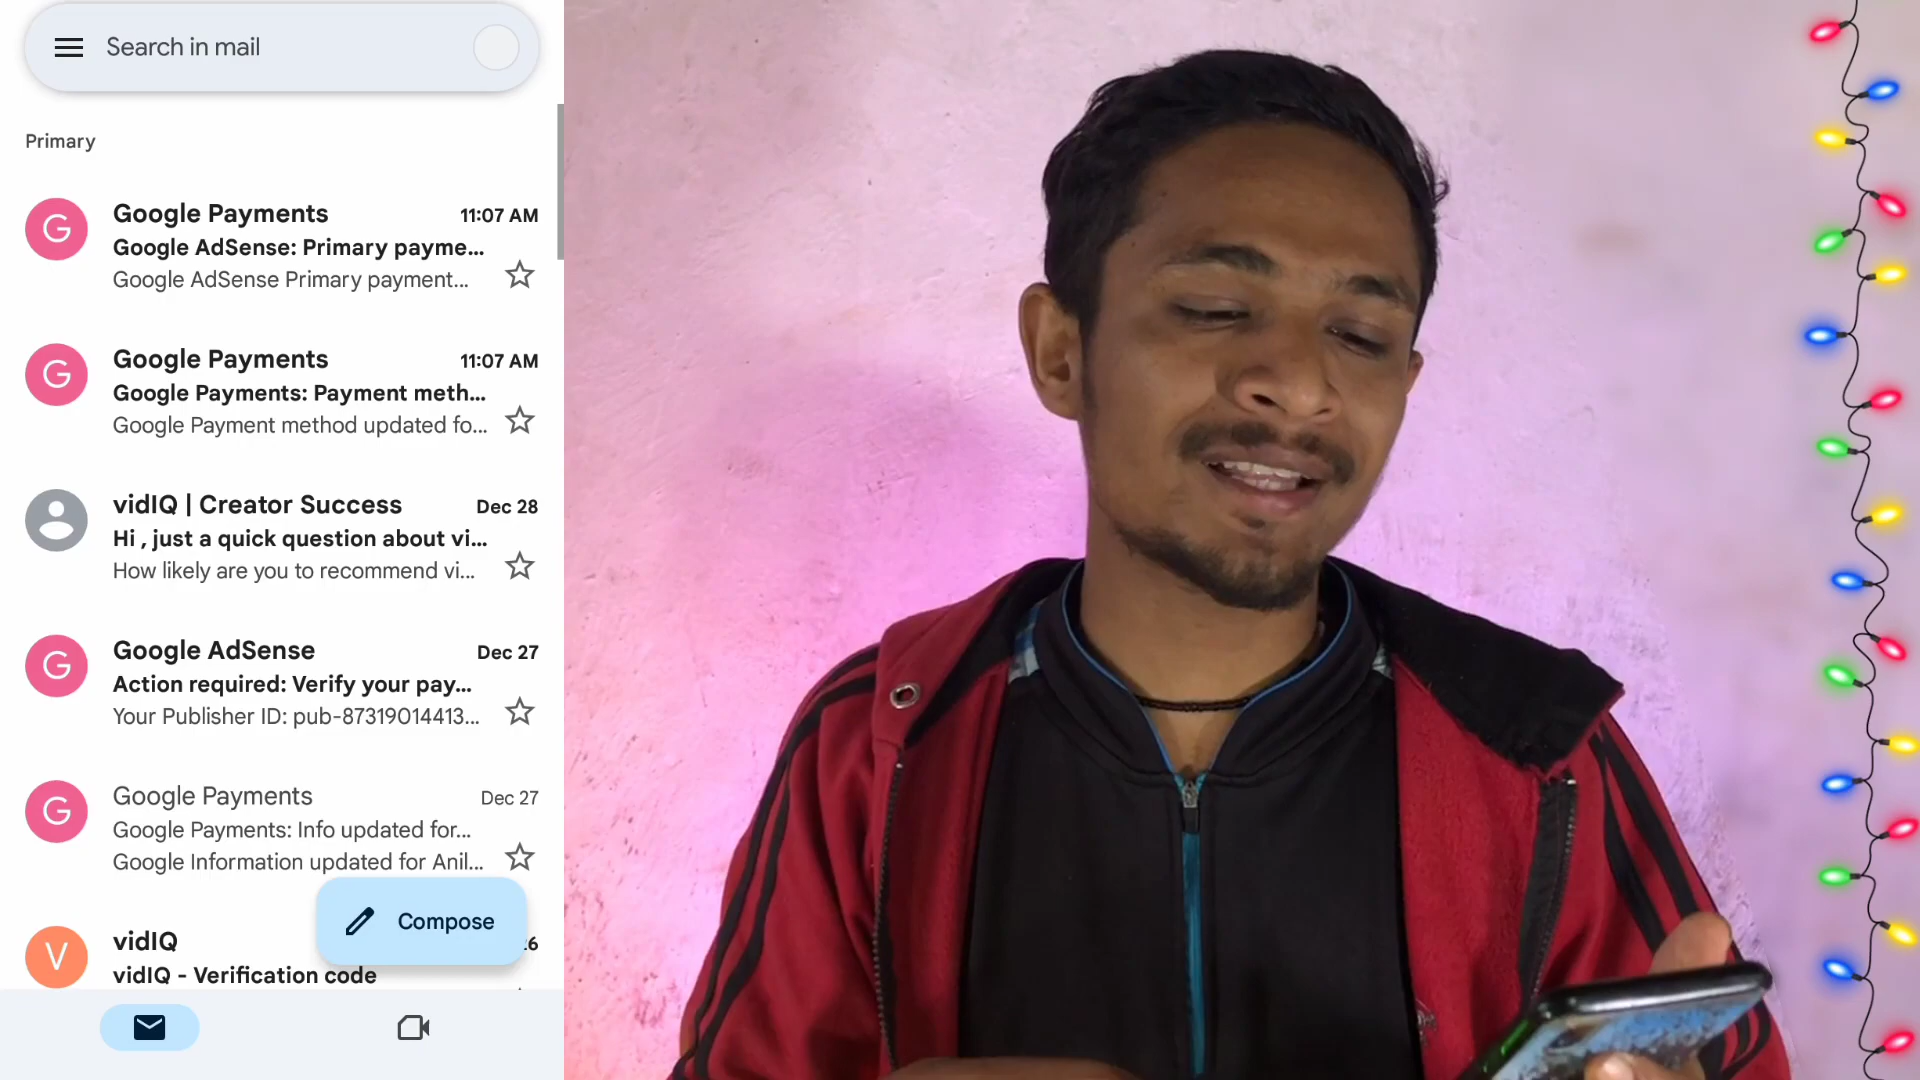 Search in mail
Primary
G
Google Payments 11:07 AM
Google AdSense: Primary payme...
Google AdSense Primary payment...
G
Google Payments 11:07 AM
Google Payments: Payment meth...
Google Payment method updated fo...
vidIQ | Creator Success Dec 28
Hi , just a quick question about vi...
How likely are you to recommend vi...
G
Google AdSense Dec 27
Action required: Verify your pay...
Your Publisher ID: pub-87319014413...
G
Google Payments Dec 27
Google Payments: Info updated for...
Google Information updated for Anil...
Compose
V
vidIQ 6
vidIQ - Verification code